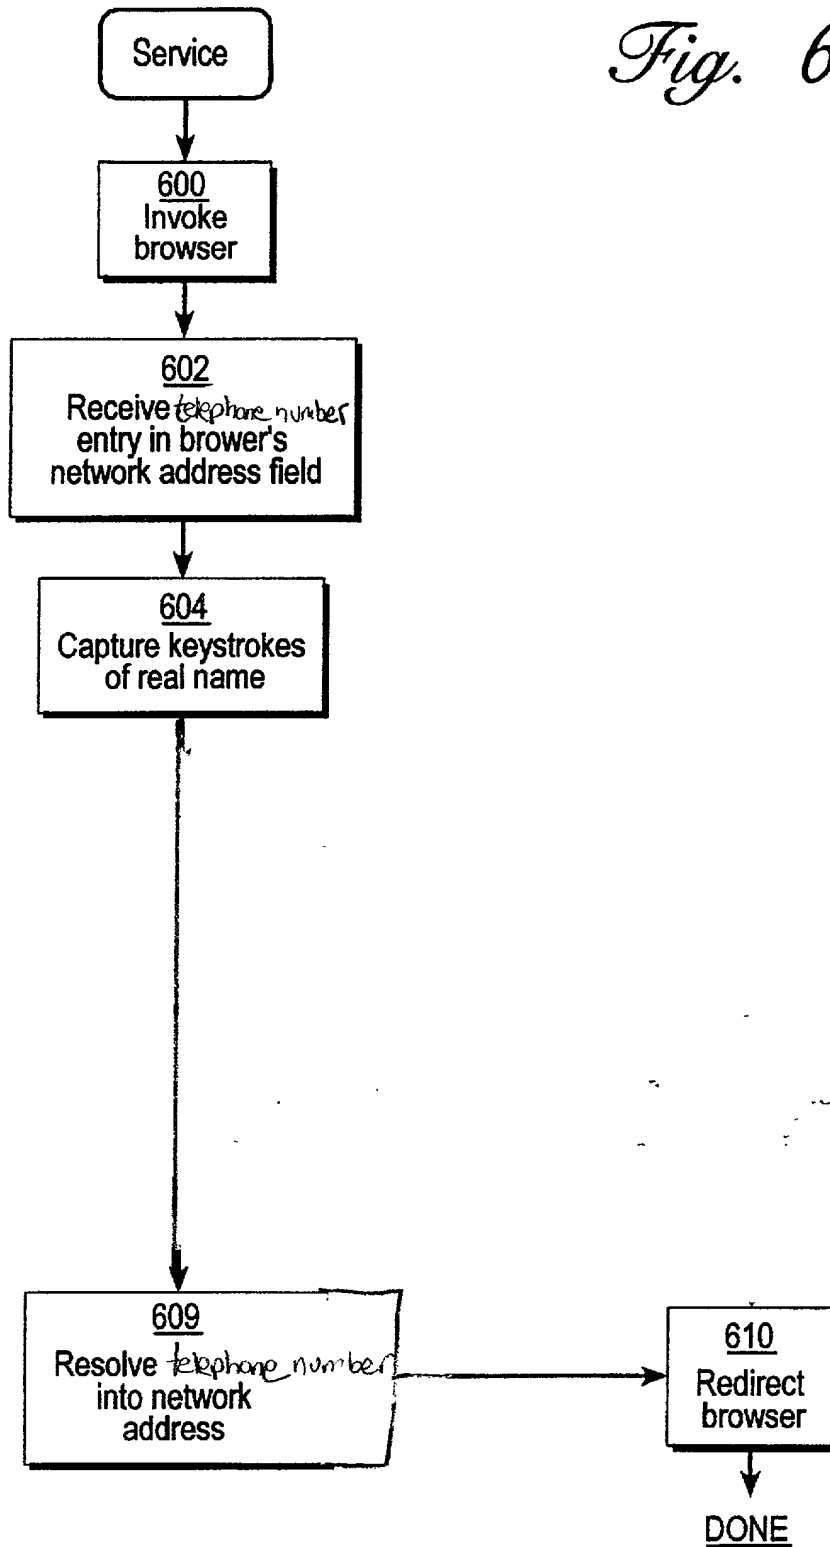 Service
Fig. 6
600
Invoke
browser
602
Receive telephone number
entry in brower's
network address field
604
Capture keystrokes
of real name
609
Resolve telephone number
into network
address
610
Redirect
browser
DONE